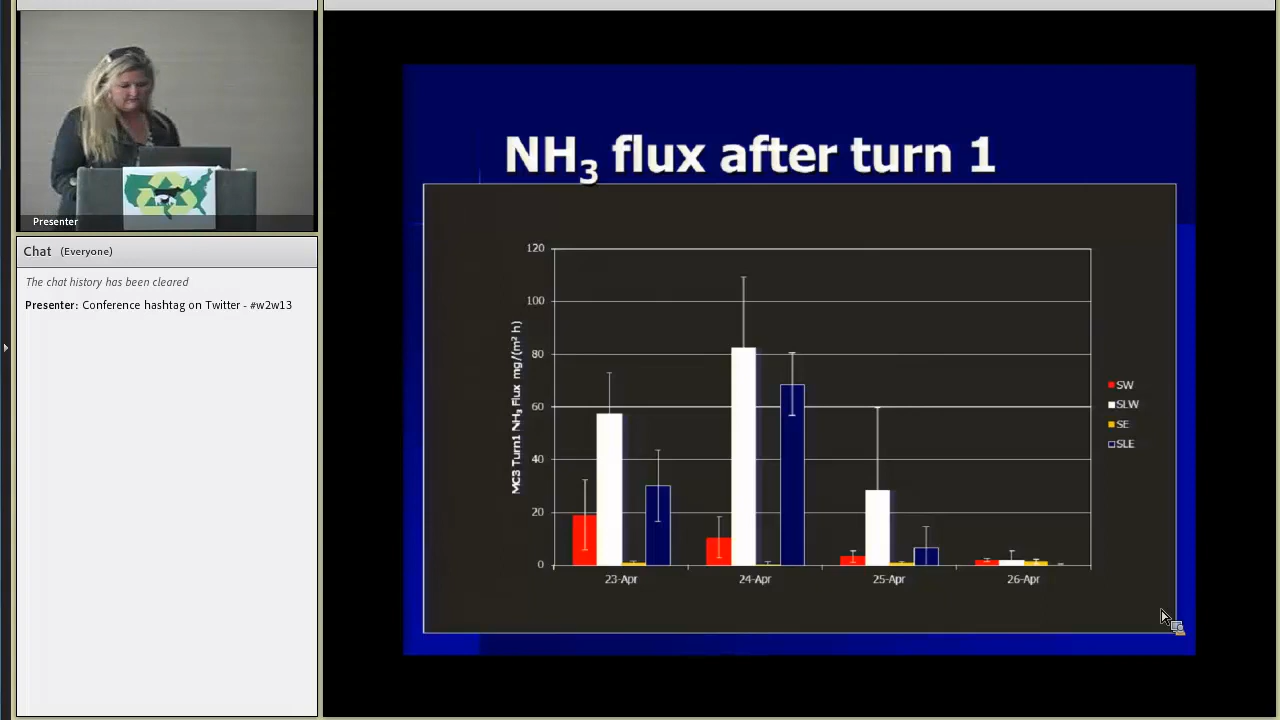 Presenter
Chat (Everyone)
The chat history has been cleared
Presenter: Conference hashtag on Twitter - #w2w13
NH₃ flux after turn 1
MC3 Turn1 NH₃ Flux mg/(m² h)
120
100
80
60
40
20
0
23-Apr
24-Apr
25-Apr
26-Apr
SW
SLW
SE
SLE